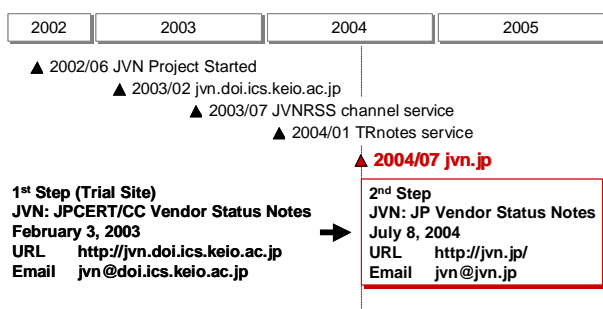 2002 2003 2004 2005
▲ 2002/06 JVN Project Started
▲ 2003/02 jvn.doi.ics.keio.ac.jp
▲ 2003/07 JVNRSS channel service
▲ 2004/01 TRnotes service
▲ 2004/07 jvn.jp
1st Step (Trial Site)
JVN: JPCERT/CC Vendor Status Notes
February 3, 2003
URL http://jvn.doi.ics.keio.ac.jp
Email jvn@doi.ics.keio.ac.jp
2nd Step
JVN: JP Vendor Status Notes
July 8, 2004
URL http://jvn.jp/
Email jvn@jvn.jp